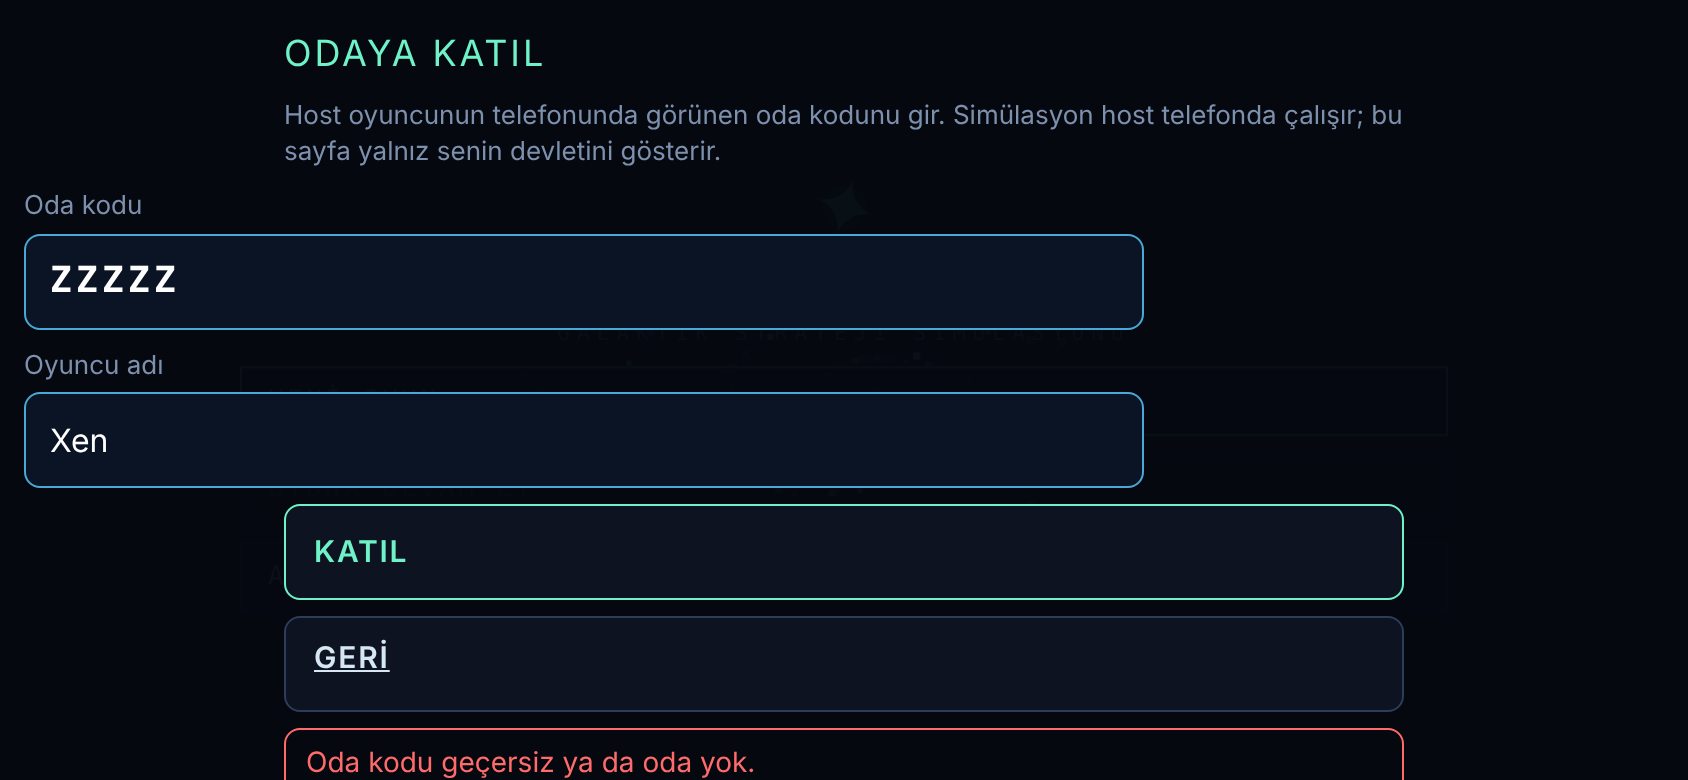 ODAYA KATIL
Host oyuncunun telefonunda görünen oda kodunu gir. Simülasyon host telefonda çalışır; bu
sayfa yalnız senin devletini gösterir.
Oda kodu
ZZZZZ
Oyuncu adı
Xen
KATIL
GERİ
Oda kodu geçersiz ya da oda yok.